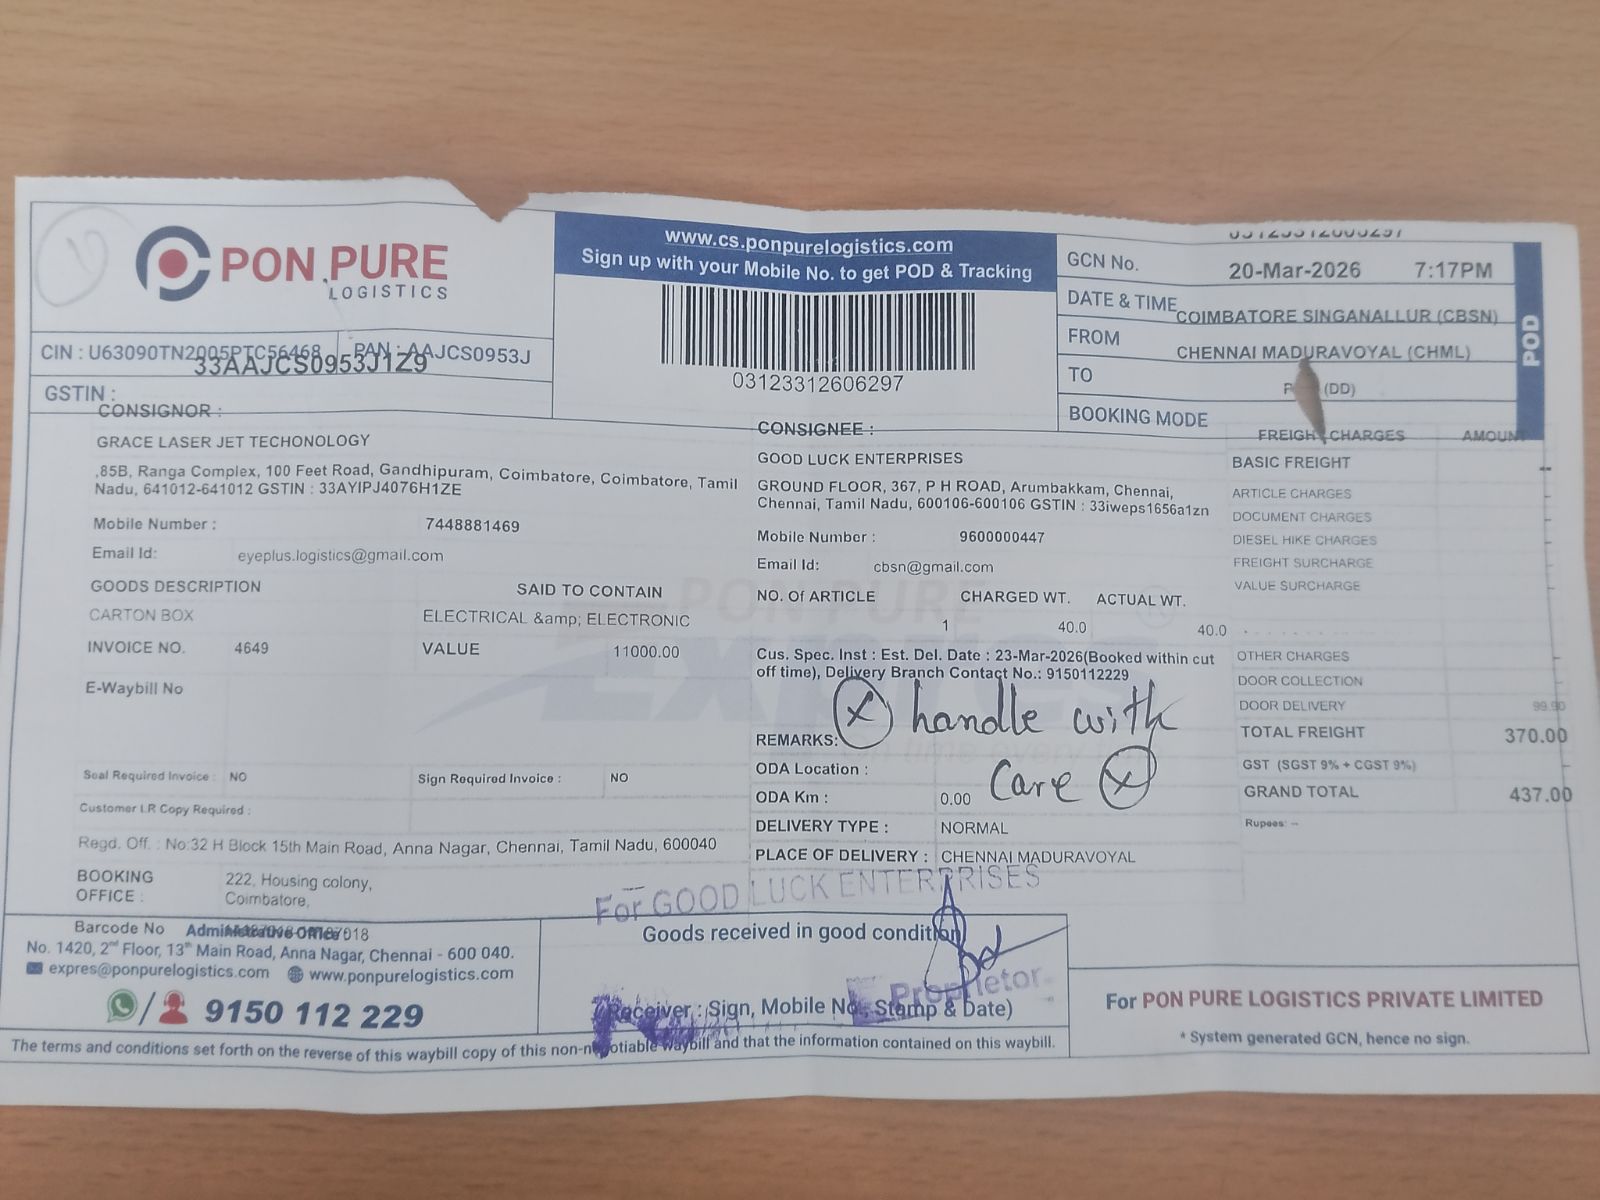 PON PURE
LOGISTICS
CIN : U63090TN2005PTC56468 PAN : AAJCS0953J
33AAJCS0953J1Z9
GSTIN :
www.cs.ponpurelogistics.com
Sign up with your Mobile No. to get POD & Tracking
03123312606297
GCN No.
20-Mar-2026 7:17PM
DATE & TIME
COIMBATORE SINGANALLUR (CBSN)
FROM
CHENNAI MADURAVOYAL (CHML)
TO
(DD)
BOOKING MODE
POD
CONSIGNOR :
GRACE LASER JET TECHONOLOGY
,85B, Ranga Complex, 100 Feet Road, Gandhipuram, Coimbatore, Coimbatore, Tamil
Nadu, 641012-641012 GSTIN : 33AYIPJ4076H1ZE
Mobile Number : 7448881469
Email Id: eyeplus.logistics@gmail.com
CONSIGNEE :
GOOD LUCK ENTERPRISES
GROUND FLOOR, 367, P H ROAD, Arumbakkam, Chennai,
Chennai, Tamil Nadu, 600106-600106 GSTIN : 33iweps1656a1zn
Mobile Number : 9600000447
Email Id: cbsn@gmail.com
GOODS DESCRIPTION SAID TO CONTAIN
CARTON BOX ELECTRICAL &amp; ELECTRONIC
INVOICE NO. 4649 VALUE 11000.00
E-Waybill No
NO. Of ARTICLE CHARGED WT. ACTUAL WT.
1 40.0 40.0
Cus. Spec. Inst : Est. Del. Date : 23-Mar-2026(Booked within cut
off time), Delivery Branch Contact No.: 9150112229
handle with
REMARKS:
care
ODA Location :
ODA Km : 0.00
DELIVERY TYPE : NORMAL
PLACE OF DELIVERY : CHENNAI MADURAVOYAL
Seal Required Invoice : NO Sign Required Invoice : NO
Customer LR Copy Required :
Regd. Off. : No:32 H Block 15th Main Road, Anna Nagar, Chennai, Tamil Nadu, 600040
BOOKING
OFFICE :
222, Housing colony,
Coimbatore,
FREIGHT CHARGES AMOUNT
BASIC FREIGHT --
ARTICLE CHARGES
DOCUMENT CHARGES
DIESEL HIKE CHARGES
FREIGHT SURCHARGE
VALUE SURCHARGE
OTHER CHARGES
DOOR COLLECTION
DOOR DELIVERY 99.90
TOTAL FREIGHT 370.00
GST (SGST 9% + CGST 9%)
GRAND TOTAL 437.00
Rupees: --
Barcode No Administrative Office
No. 1420, 2nd Floor, 13th Main Road, Anna Nagar, Chennai - 600 040.
expres@ponpurelogistics.com www.ponpurelogistics.com
/ 9150 112 229
For GOOD LUCK ENTERPRISES
Goods received in good condition
Proprietor
(Receiver : Sign, Mobile No., Stamp & Date)
For PON PURE LOGISTICS PRIVATE LIMITED
* System generated GCN, hence no sign.
The terms and conditions set forth on the reverse of this waybill copy of this non-negotiable waybill and that the information contained on this waybill.